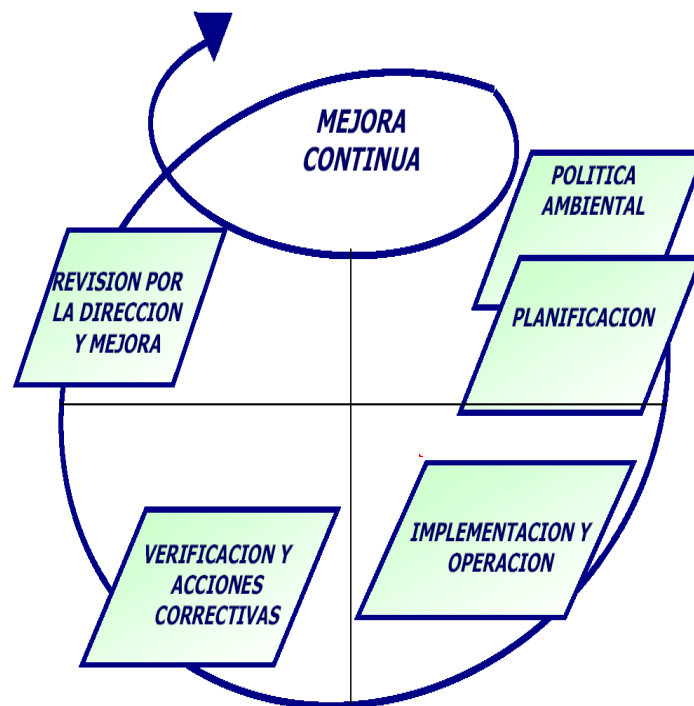 MEJORA
CONTINUA
POLITICA
AMBIENTAL
PLANIFICACION
IMPLEMENTACION Y
OPERACION
VERIFICACION Y
ACCIONES
CORRECTIVAS
REVISION POR
LA DIRECCION
Y MEJORA